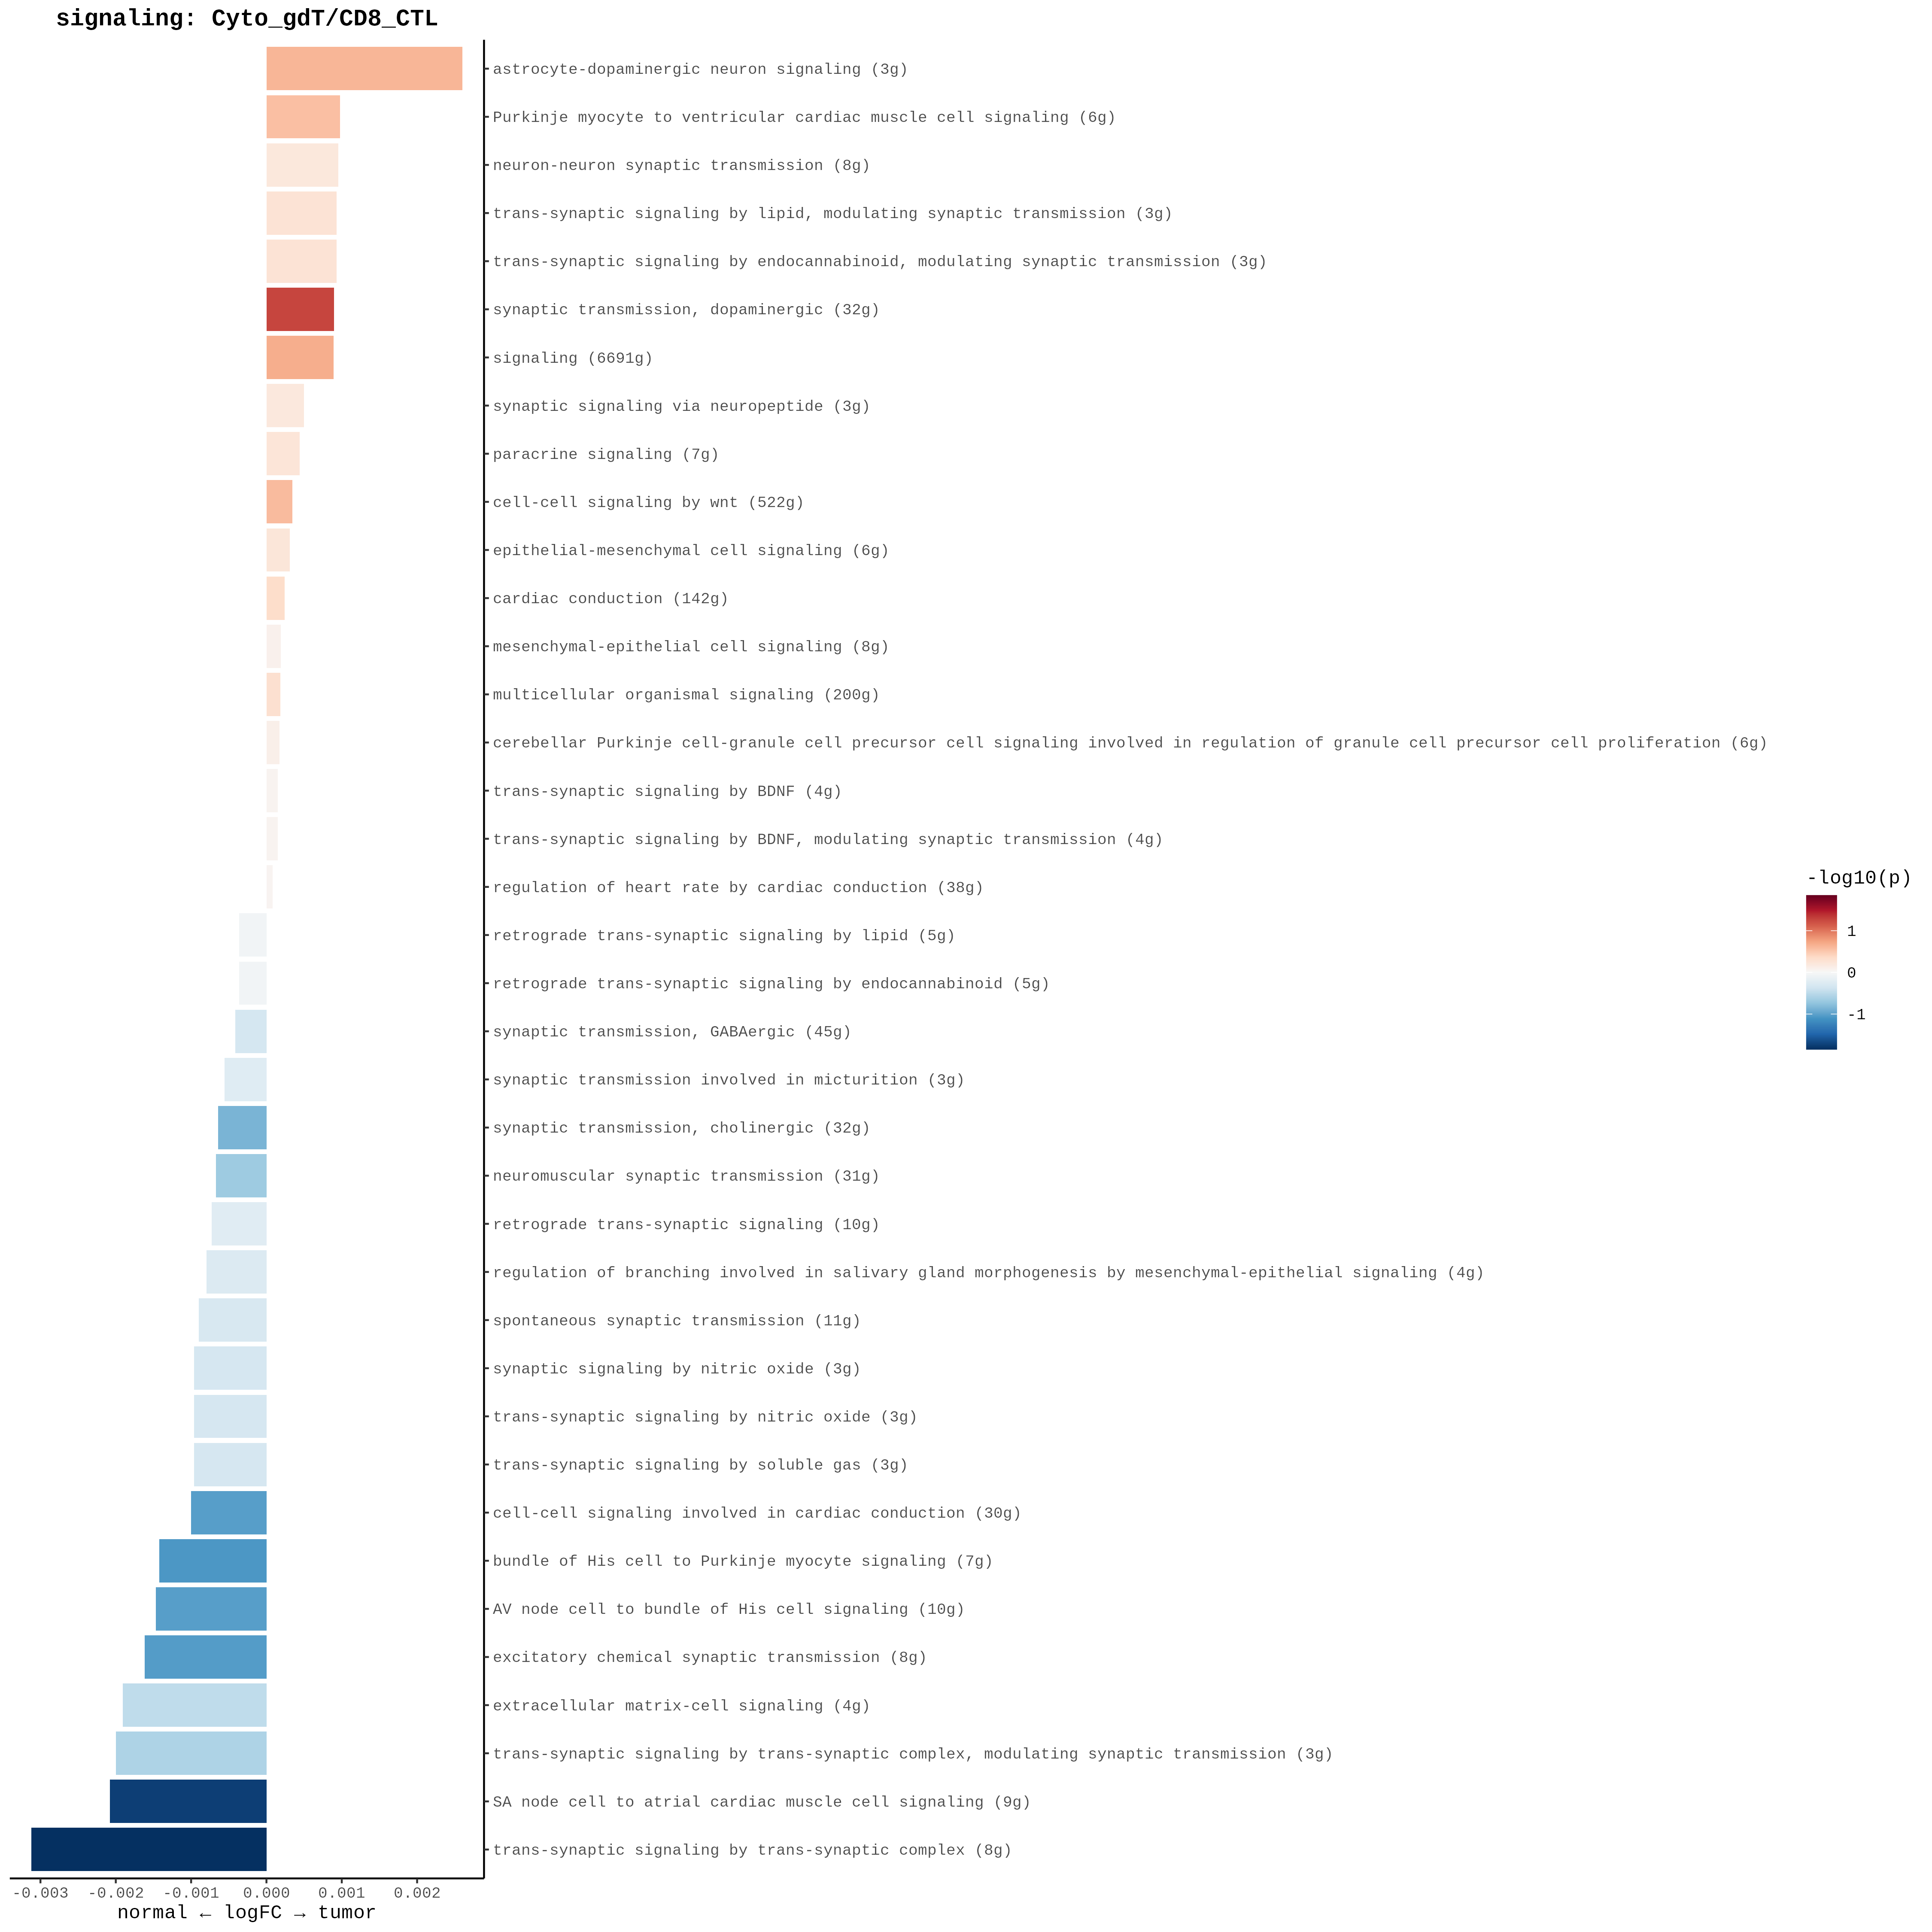 signaling: Cyto_gdT/CD8_CTL
astrocyte-dopaminergic neuron signaling (3g)
Purkinje myocyte to ventricular cardiac muscle cell signaling (6g)
neuron-neuron synaptic transmission (8g)
trans-synaptic signaling by lipid, modulating synaptic transmission (3g)
trans-synaptic signaling by endocannabinoid, modulating synaptic transmission (3g)
synaptic transmission, dopaminergic (32g)
signaling (6691g)
synaptic signaling via neuropeptide (3g)
paracrine signaling (7g)
cell-cell signaling by wnt (522g)
epithelial-mesenchymal cell signaling (6g)
cardiac conduction (142g)
mesenchymal-epithelial cell signaling (8g)
multicellular organismal signaling (200g)
cerebellar Purkinje cell-granule cell precursor cell signaling involved in regulation of granule cell precursor cell proliferation (6g)
trans-synaptic signaling by BDNF (4g)
trans-synaptic signaling by BDNF, modulating synaptic transmission (4g)
regulation of heart rate by cardiac conduction (38g)
retrograde trans-synaptic signaling by lipid (5g)
retrograde trans-synaptic signaling by endocannabinoid (5g)
synaptic transmission, GABAergic (45g)
synaptic transmission involved in micturition (3g)
synaptic transmission, cholinergic (32g)
neuromuscular synaptic transmission (31g)
retrograde trans-synaptic signaling (10g)
regulation of branching involved in salivary gland morphogenesis by mesenchymal-epithelial signaling (4g)
spontaneous synaptic transmission (11g)
synaptic signaling by nitric oxide (3g)
trans-synaptic signaling by nitric oxide (3g)
trans-synaptic signaling by soluble gas (3g)
cell-cell signaling involved in cardiac conduction (30g)
bundle of His cell to Purkinje myocyte signaling (7g)
AV node cell to bundle of His cell signaling (10g)
excitatory chemical synaptic transmission (8g)
extracellular matrix-cell signaling (4g)
trans-synaptic signaling by trans-synaptic complex, modulating synaptic transmission (3g)
SA node cell to atrial cardiac muscle cell signaling (9g)
trans-synaptic signaling by trans-synaptic complex (8g)
-0.003 -0.002 -0.001 0.000 0.001 0.002
normal ← logFC → tumor
-log10(p)
1
0
-1